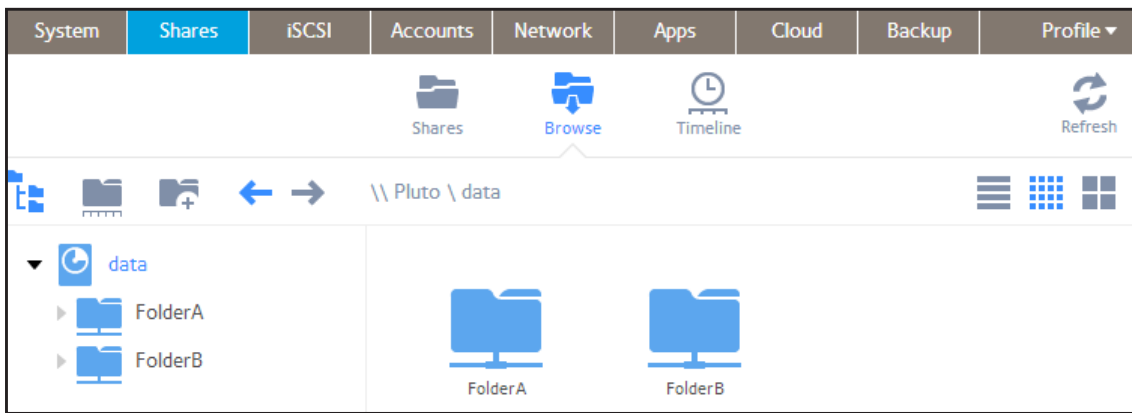 System Shares iSCSI Accounts Network Apps Cloud Backup Profile
Shares Browse Timeline Refresh
\\ Pluto \ data
data
FolderA
FolderB
FolderA FolderB